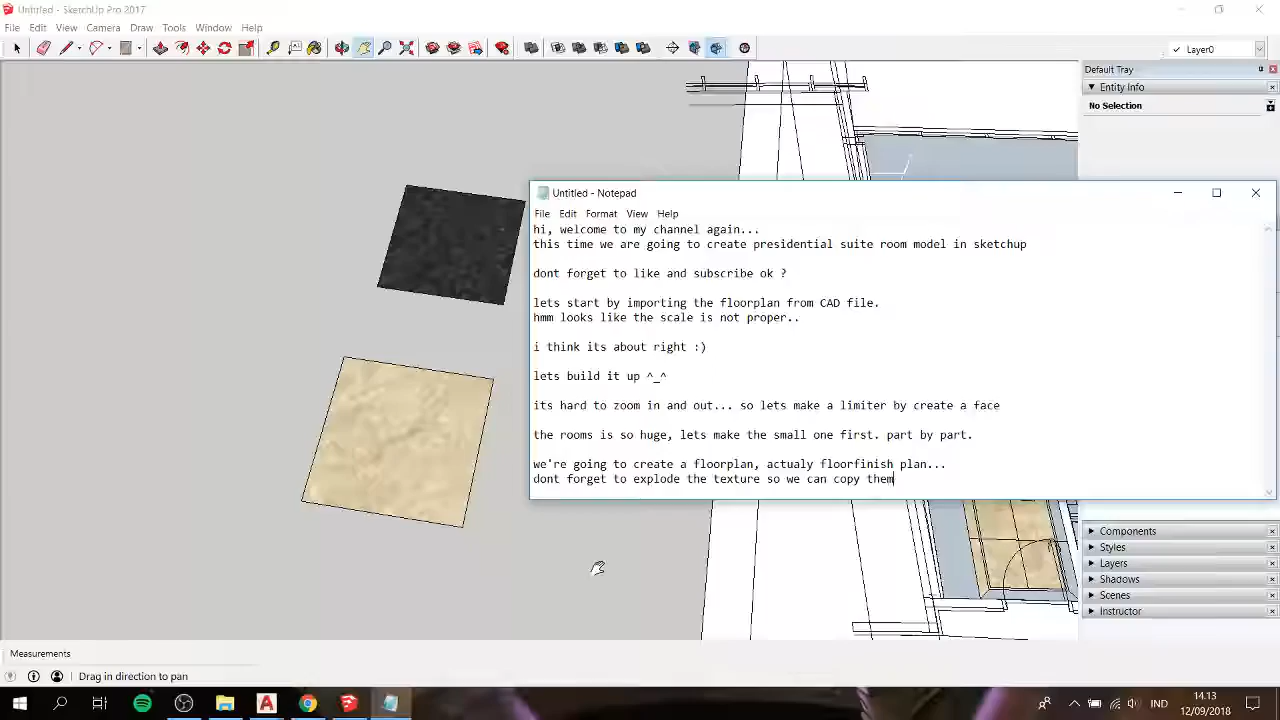 Untitled - SketchUp Pro 2017
File Edit View Camera Draw Tools Window Help
Layer0
Default Tray
Entity Info
No Selection
Untitled - Notepad
File Edit Format View Help
hi, welcome to my channel again...
this time we are going to create presidential suite room model in sketchup
dont forget to like and subscribe ok ?
lets start by importing the floorplan from CAD file.
hmm looks like the scale is not proper..
i think its about right :)
lets build it up ^_^
its hard to zoom in and out... so lets make a limiter by create a face
the rooms is so huge, lets make the small one first. part by part.
we're going to create a floorplan, actualy floorfinish plan...
dont forget to explode the texture so we can copy them
Components
Styles
Layers
Shadows
Scenes
Instructor
Measurements
Drag in direction to pan
IND
14.13
12/09/2018